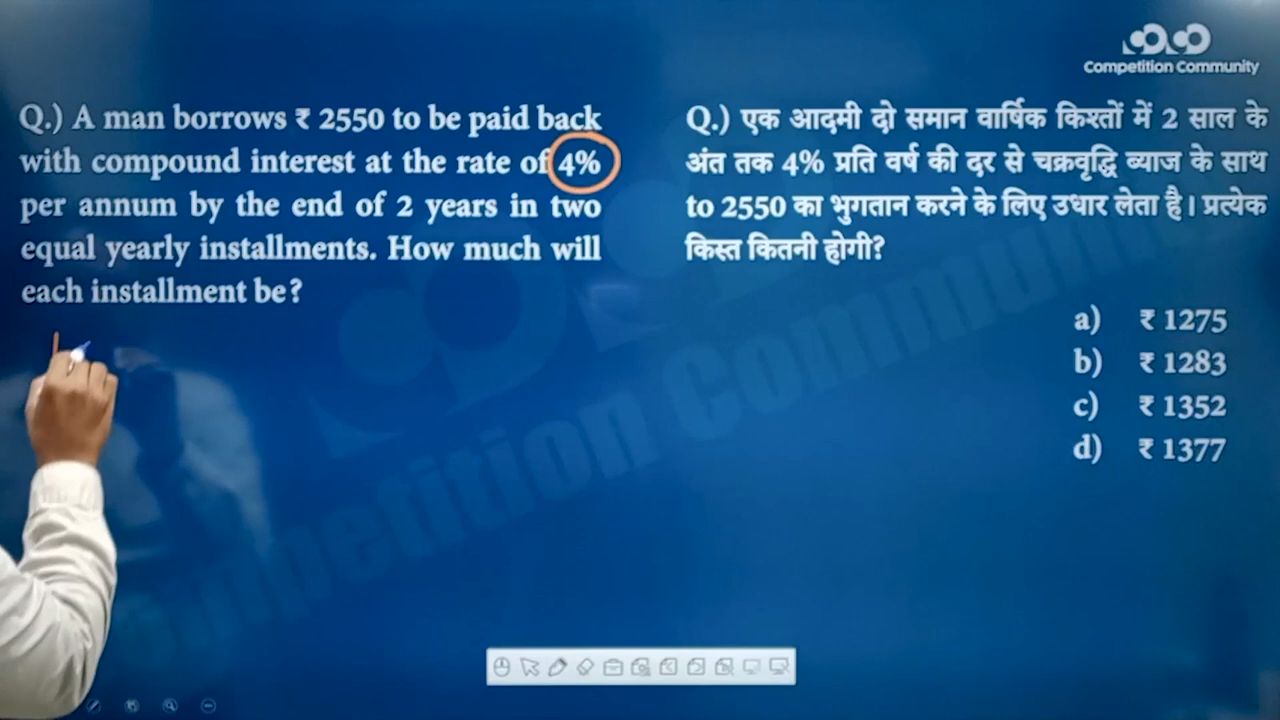 Competition Community
Q.) A man borrows ₹ 2550 to be paid back
with compound interest at the rate of 4%
per annum by the end of 2 years in two
equal yearly installments. How much will
each installment be?
Q.) एक आदमी दो समान वार्षिक किश्तों में 2 साल के
अंत तक 4% प्रति वर्ष की दर से चक्रवृद्धि ब्याज के साथ
to 2550 का भुगतान करने के लिए उधार लेता है। प्रत्येक
किस्त कितनी होगी?
a) ₹ 1275
b) ₹ 1283
c) ₹ 1352
d) ₹ 1377
Competition Community